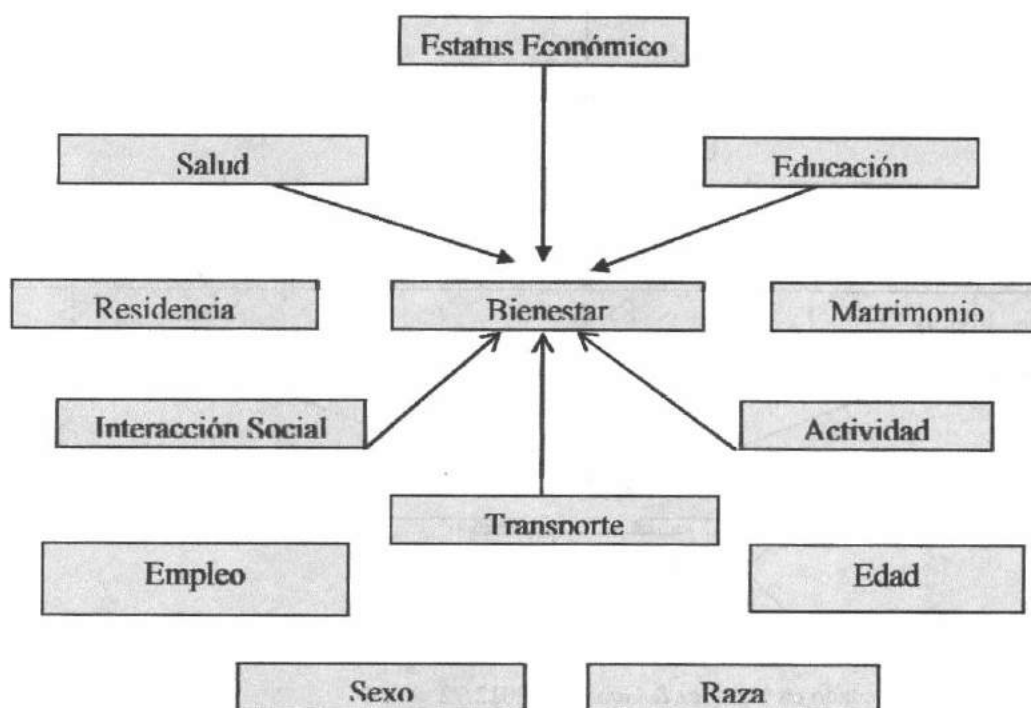 Estatus Económico
Salud
Educación
Residencia
Bienestar
Matrimonio
Interacción Social
Actividad
Transporte
Empleo
Edad
Sexo
Raza